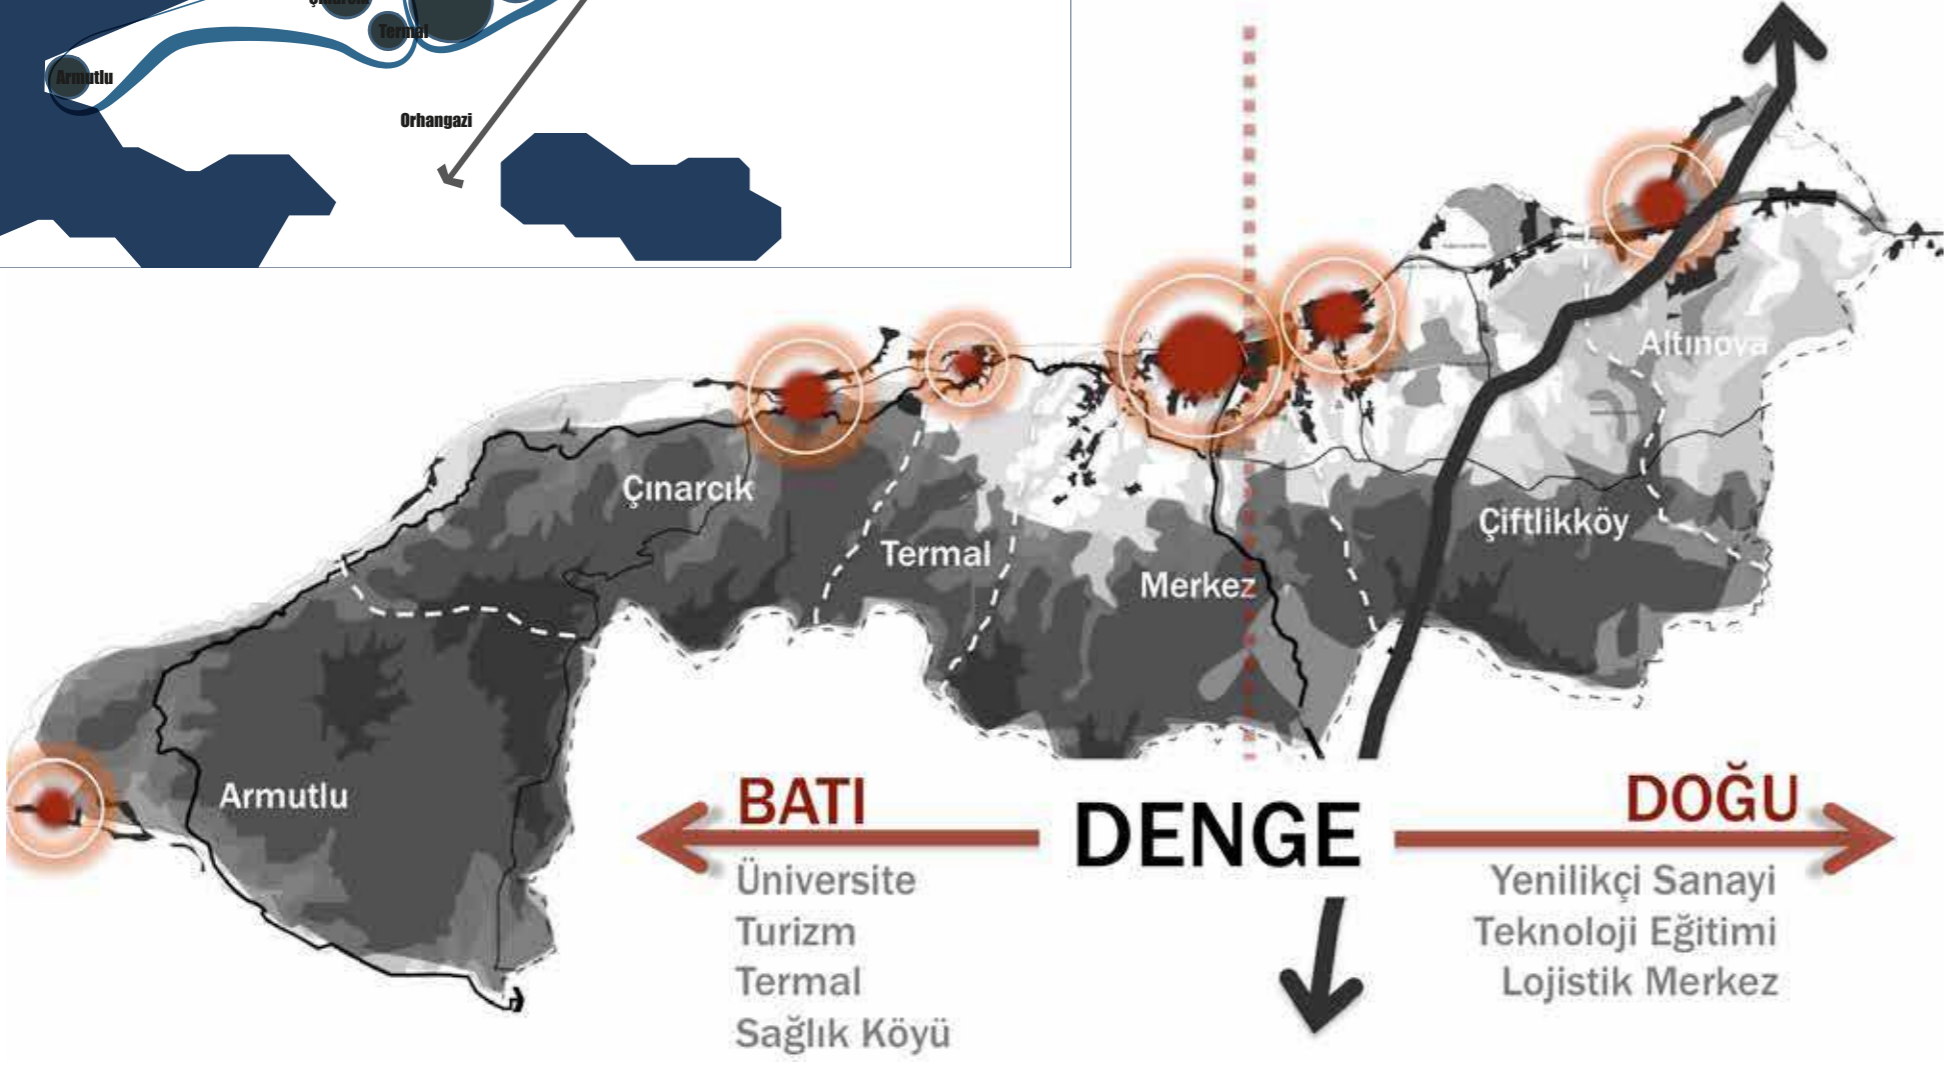 Termal
Armutlu
Orhangazi
Altınova
Çınarcık
Çiftlikköy
Termal
Merkez
Armutlu
BATI
DENGE
DOĞU
Üniversite
Turizm
Termal
Sağlık Köyü
Yenilikçi Sanayi
Teknoloji Eğitimi
Lojistik Merkez